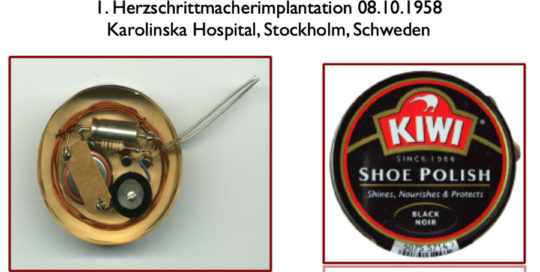 1. Herzschrittmacherimplantation 08.10.1958
Karolinska Hospital, Stockholm, Schweden
KIWI
®
SINCE 1906
SHOE POLISH
Shines, Nourishes & Protects
BLACK
NOIR